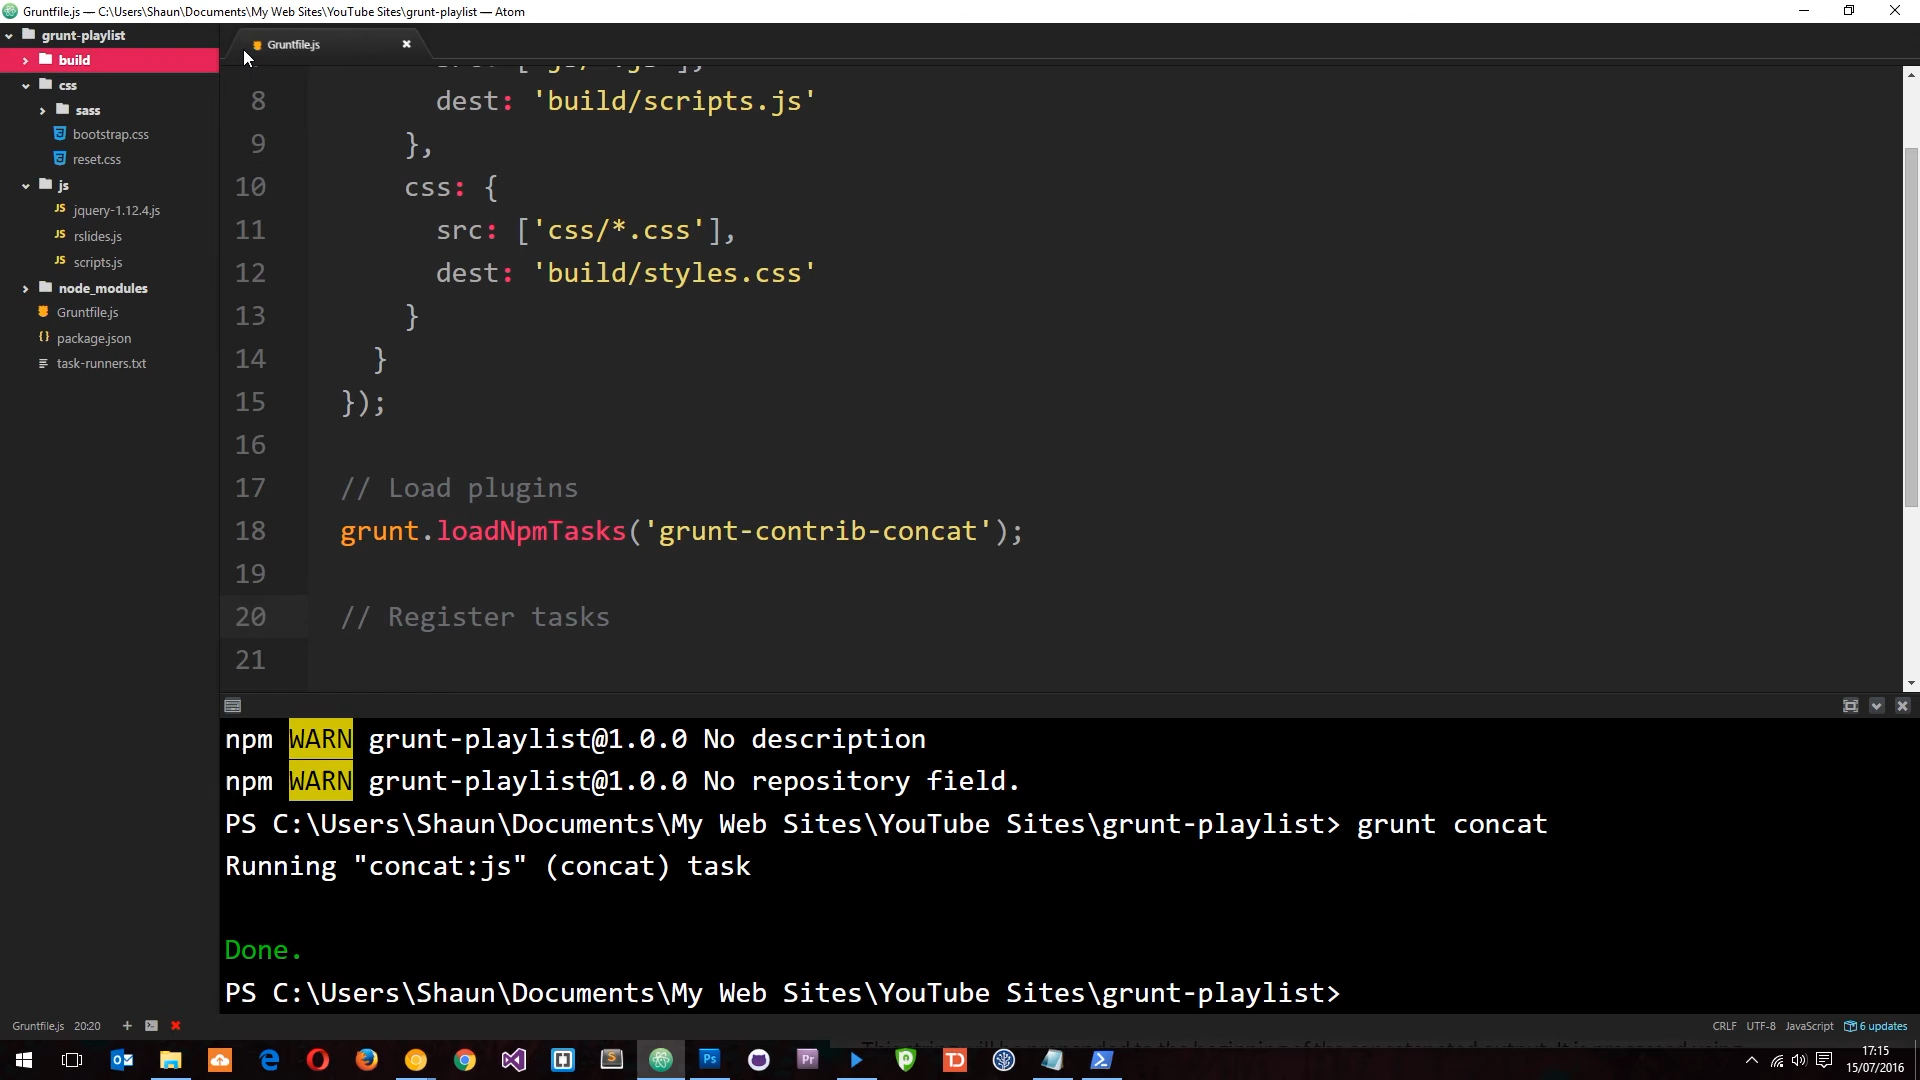 Gruntfile.js — C:\Users\Shaun\Documents\My Web Sites\YouTube Sites\grunt-playlist — Atom
grunt-playlist
build
css
sass
bootstrap.css
reset.css
js
jquery-1.12.4.js
rslides.js
scripts.js
node_modules
Gruntfile.js
package.json
task-runners.txt
Gruntfile.js
8 dest: 'build/scripts.js'
9 },
10 css: {
11 src: ['css/*.css'],
12 dest: 'build/styles.css'
13 }
14 }
15 });
16
17 // Load plugins
18 grunt.loadNpmTasks('grunt-contrib-concat');
19
20 // Register tasks
21
npm WARN grunt-playlist@1.0.0 No description
npm WARN grunt-playlist@1.0.0 No repository field.
PS C:\Users\Shaun\Documents\My Web Sites\YouTube Sites\grunt-playlist> grunt concat
Running "concat:js" (concat) task
Done.
PS C:\Users\Shaun\Documents\My Web Sites\YouTube Sites\grunt-playlist>
Gruntfile.js 20:20
CRLF UTF-8 JavaScript 6 updates
17:15
15/07/2016